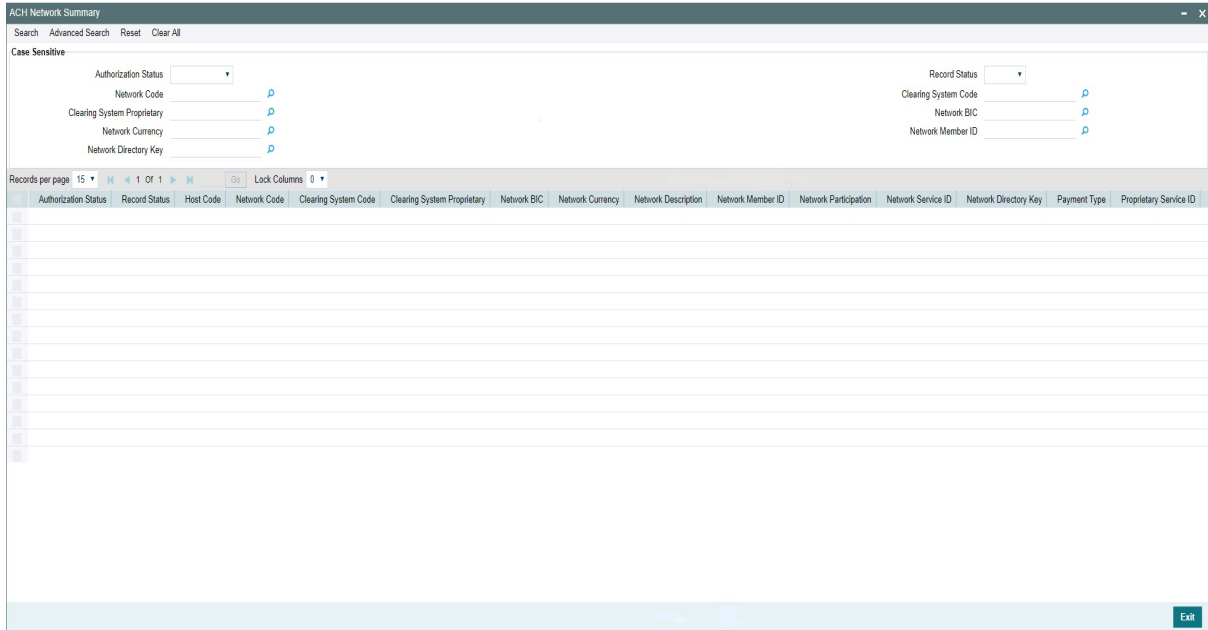 ACH Network Summary - X
Search Advanced Search Reset Clear All
Case Sensitive
Authorization Status Record Status
Network Code Clearing System Code
Clearing System Proprietary Network BIC
Network Currency Network Member ID
Network Directory Key
Records per page 15 1 Of 1 Go Lock Columns 0
Authorization Status Record Status Host Code Network Code Clearing System Code Clearing System Proprietary Network BIC Network Currency Network Description Network Member ID Network Participation Network Service ID Network Directory Key Payment Type Proprietary Service ID
Exit